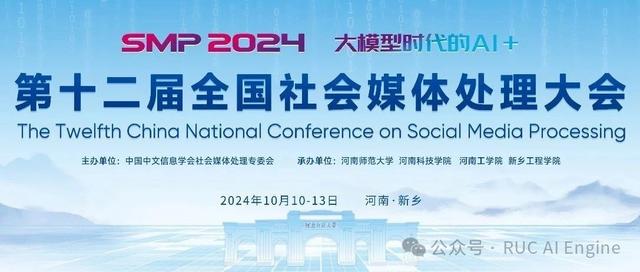 SMP 2024 大模型时代的AI+
第十二届全国社会媒体处理大会
The Twelfth China National Conference on Social Media Processing
主办单位：中国中文信息学会社会媒体处理专委会 承办单位：河南师范大学 河南科技学院 河南工学院 新乡工程学院
2024年10月10-13日 河南·新乡
公众号·RUC AI Engine